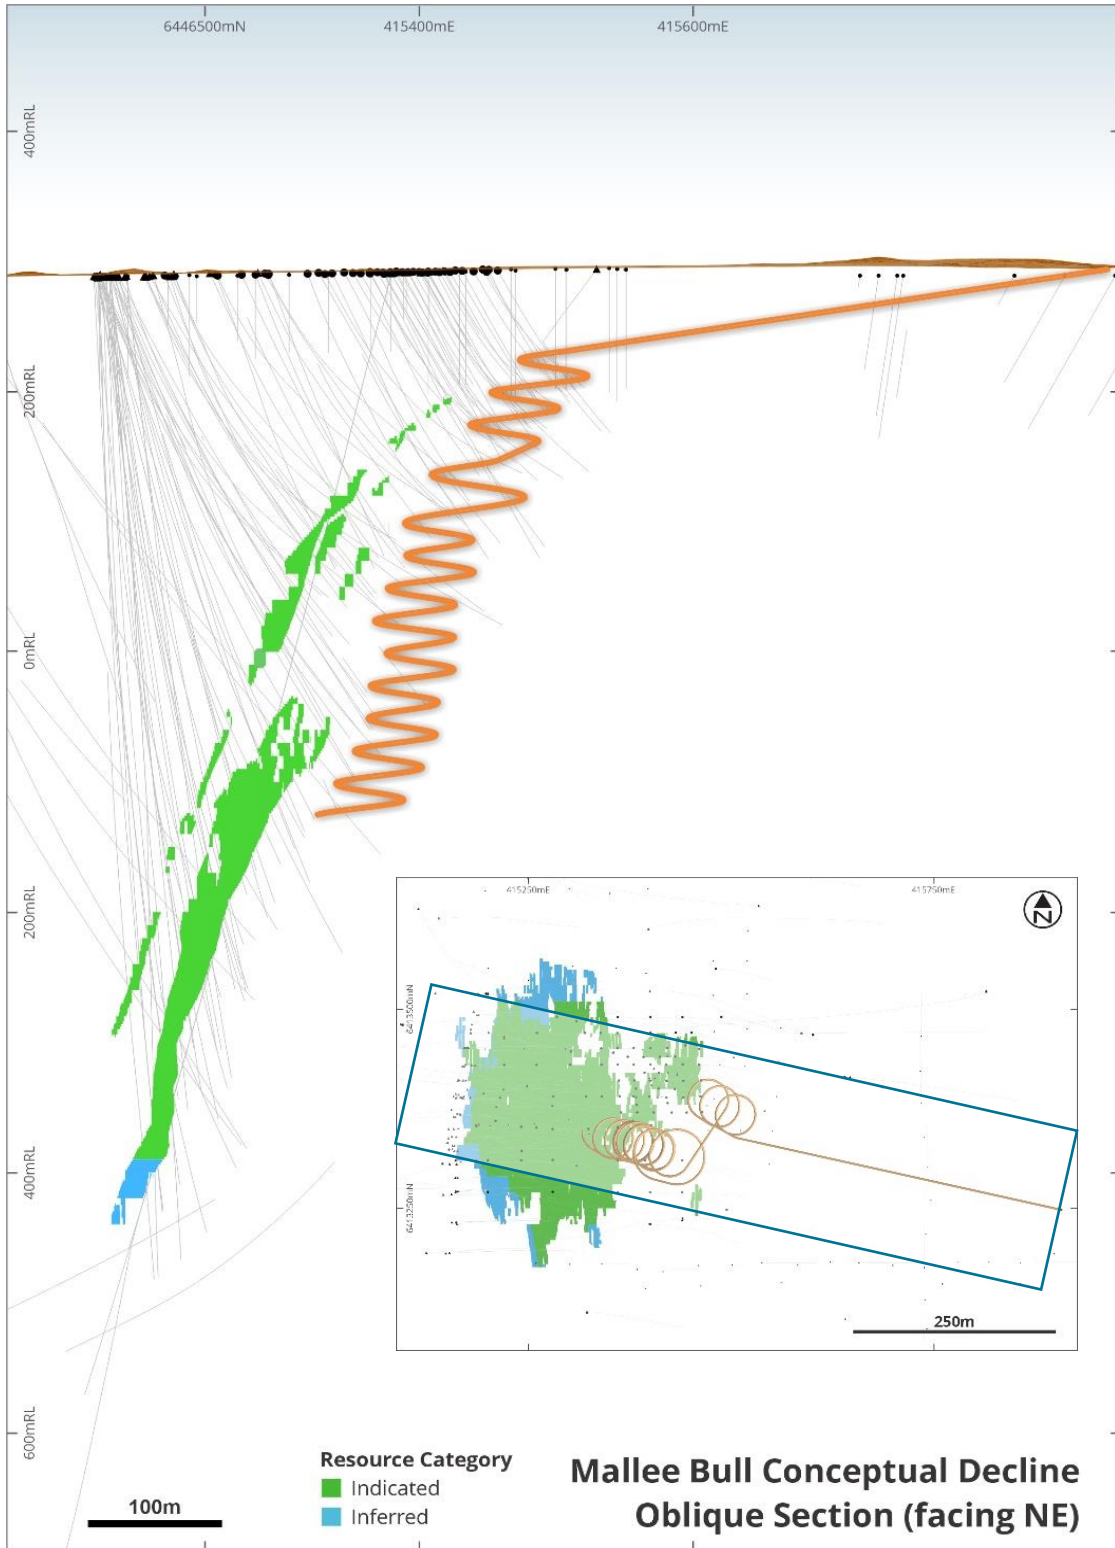 6446500mN
415400mE
415600mE
400mRL
200mRL
0mRL
200mRL
400mRL
600mRL
415250mE
415750mE
N
6413500mN
6413250mN
250m
Resource Category
Indicated
Inferred
100m
Mallee Bull Conceptual Decline
Oblique Section (facing NE)